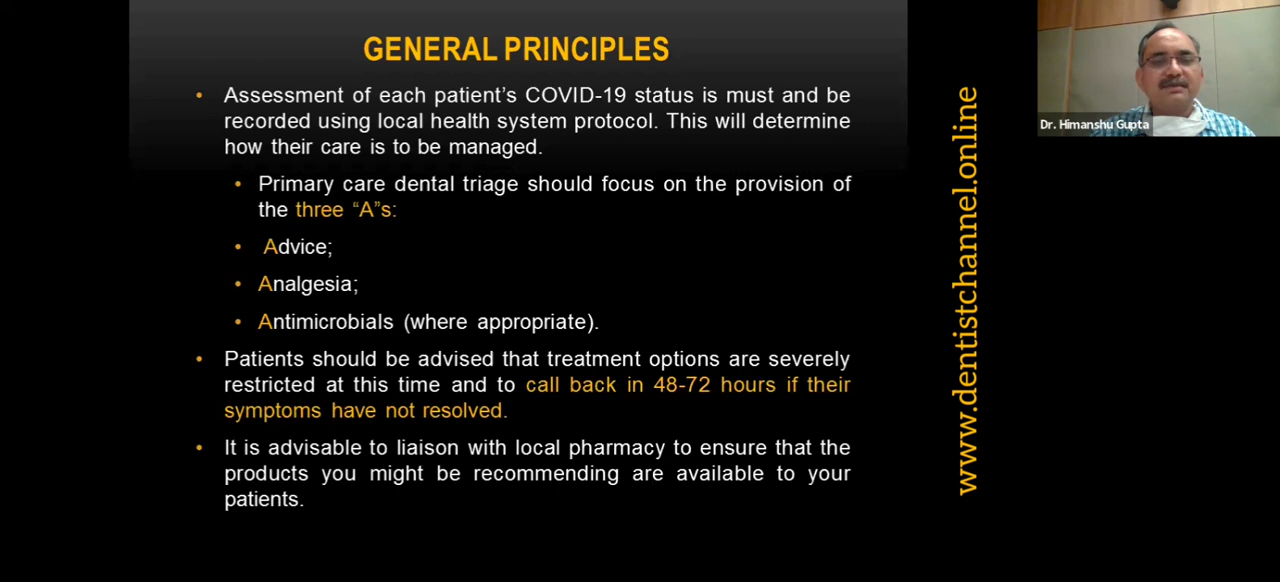 GENERAL PRINCIPLES
• Assessment of each patient's COVID-19 status is must and be
recorded using local health system protocol. This will determine
how their care is to be managed.
• Primary care dental triage should focus on the provision of
the three “A”s:
• Advice;
• Analgesia;
• Antimicrobials (where appropriate).
• Patients should be advised that treatment options are severely
restricted at this time and to call back in 48-72 hours if their
symptoms have not resolved.
• It is advisable to liaison with local pharmacy to ensure that the
products you might be recommending are available to your
patients.
www.dentistchannel.online
Dr. Himanshu Gupta